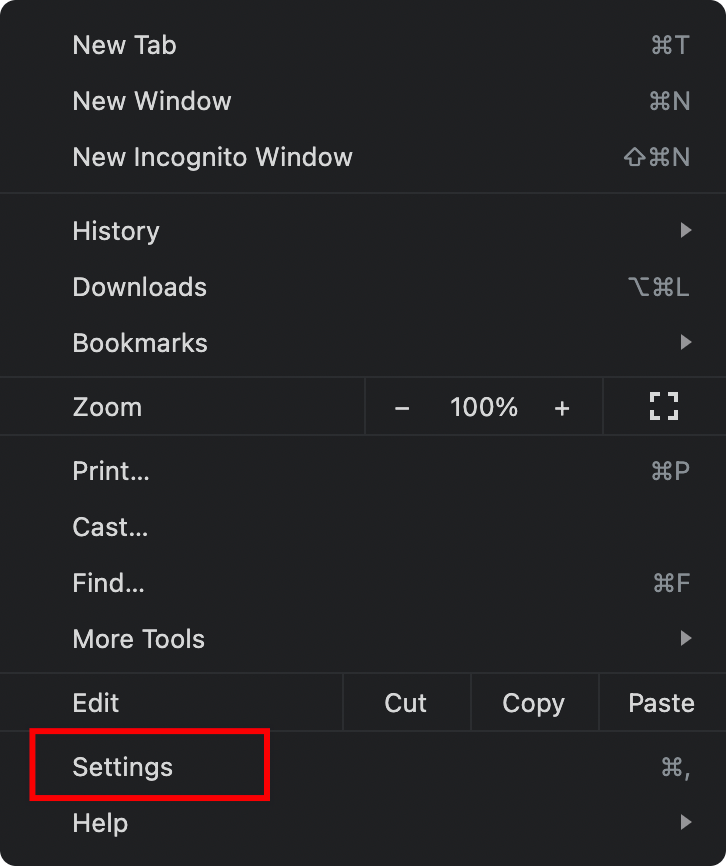 New Tab ⌘T
New Window ⌘N
New Incognito Window ⇧⌘N
History
Downloads ⌥⌘L
Bookmarks
Zoom – 100% +
Print... ⌘P
Cast...
Find... ⌘F
More Tools
Edit Cut Copy Paste
Settings ⌘,
Help